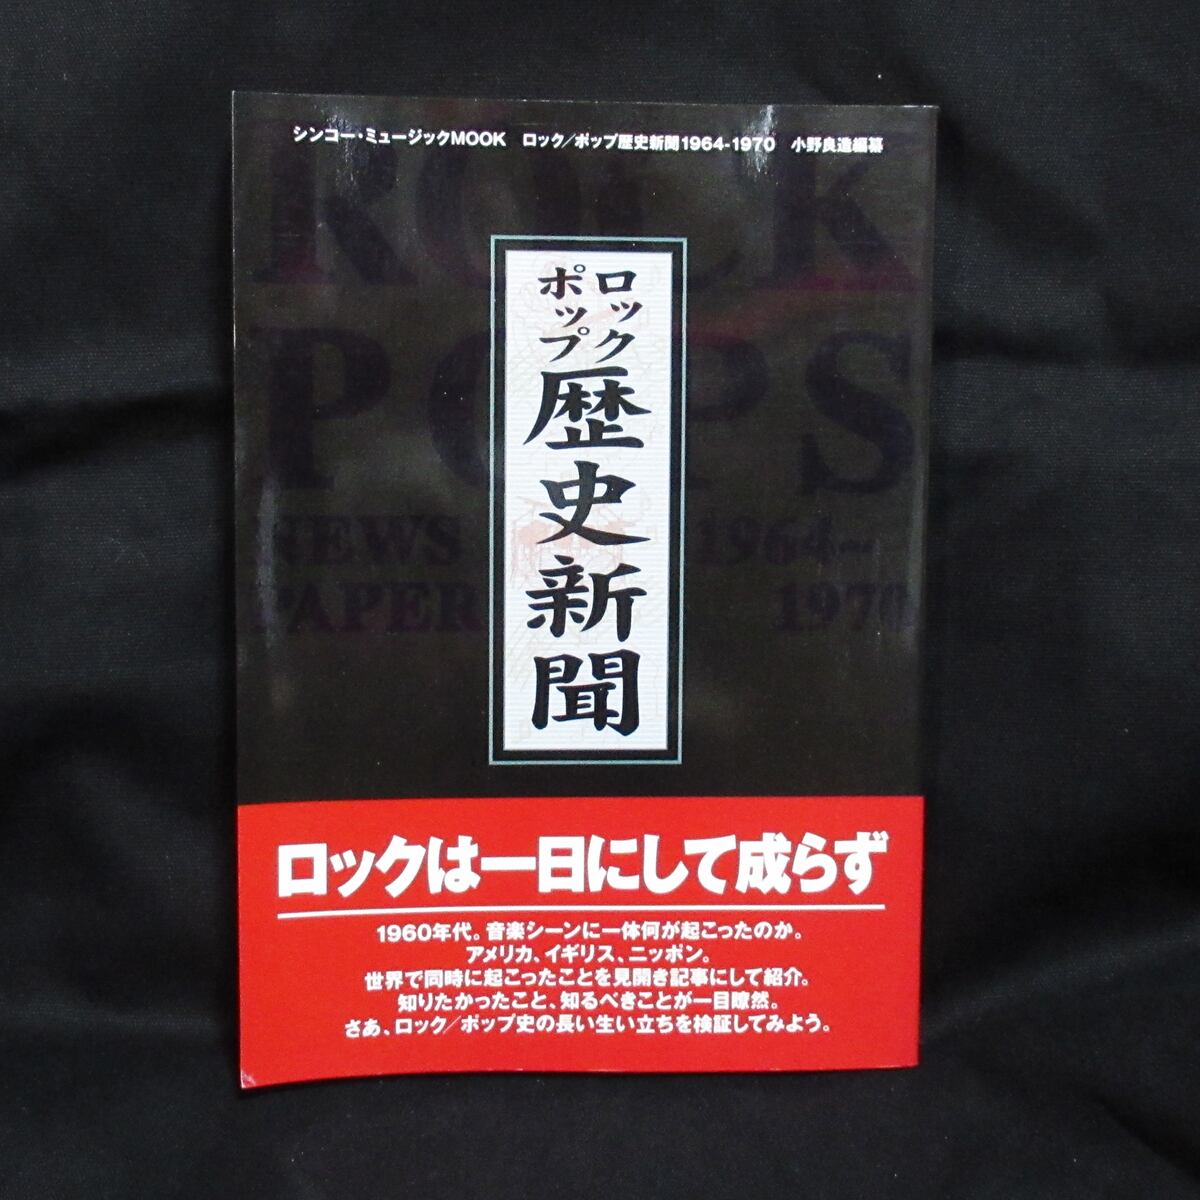 シンコー・ミュージックMOOK　ロック／ポップ歴史新聞1964-1970　小野良造編纂
ROCK
POPS
NEWS 1964~
PAPER 1970
ロック
ポップ
歴史新聞
ロックは一日にして成らず
1960年代。音楽シーンに一体何が起こったのか。
アメリカ、イギリス、ニッポン。
世界で同時に起こったことを見開き記事にして紹介。
知りたかったこと、知るべきことが一目瞭然。
さあ、ロック／ポップ史の長い生い立ちを検証してみよう。